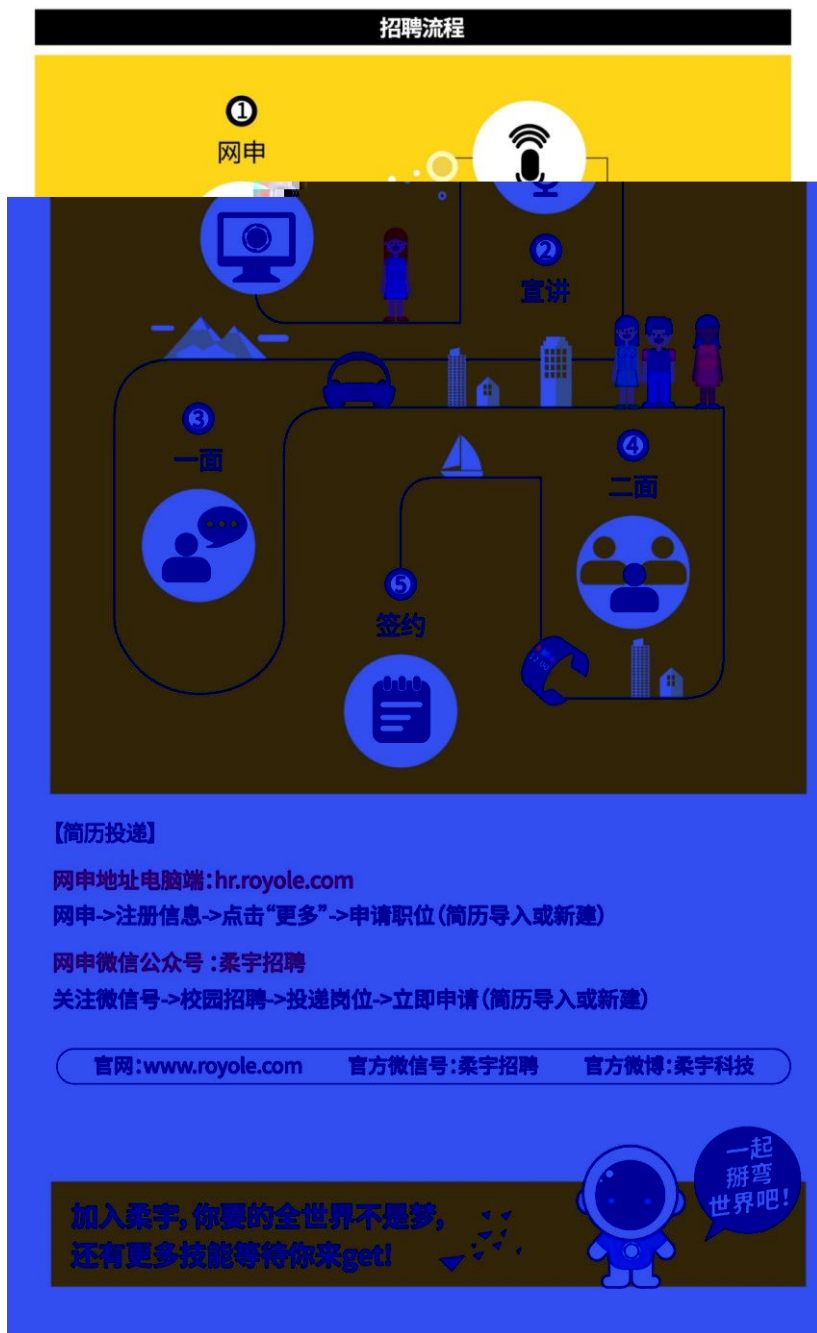 招聘流程
①
网申
②
宣讲
③
一面
④
二面
⑤
签约
12:00
【简历投递】
网申地址电脑端:hr.royole.com
网申->注册信息->点击“更多”->申请职位(简历导入或新建)
网申微信公众号:柔宇招聘
关注微信号->校园招聘->投递岗位->立即申请(简历导入或新建)
官网:www.royole.com 官方微信号:柔宇招聘 官方微博:柔宇科技
一起
掰弯
世界吧!
加入柔宇,你要的全世界不是梦,
还有更多技能等待你来get!